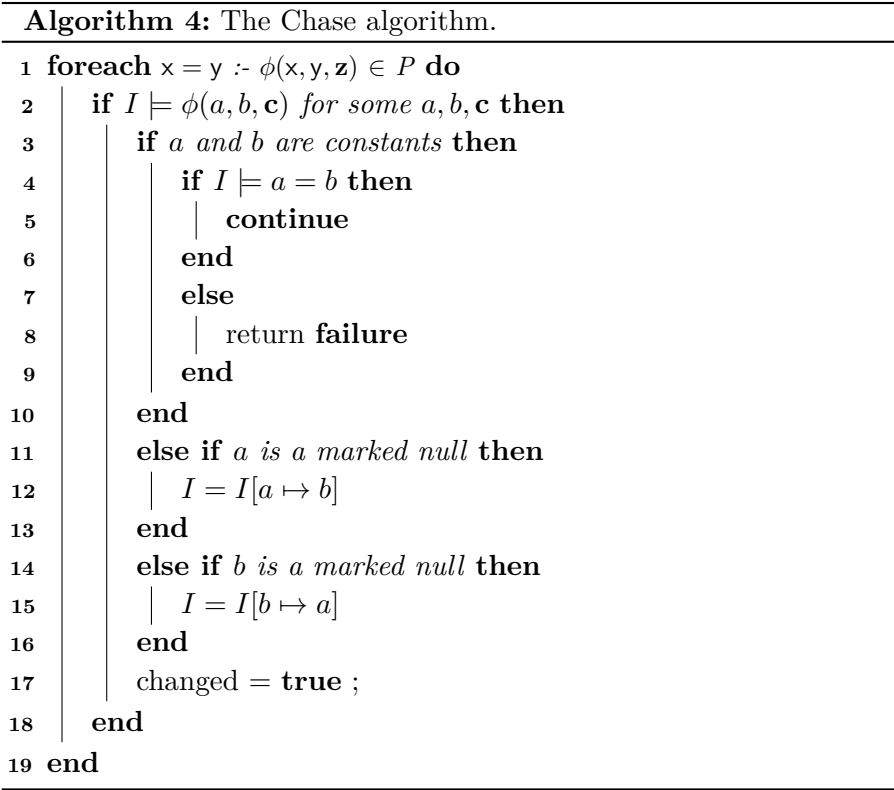 Algorithm 4: The Chase algorithm.
1 foreach x = y :- ϕ(x, y, z) ∈ P do
2 if I ⊨ ϕ(a, b, c) for some a, b, c then
3 if a and b are constants then
4 if I ⊨ a = b then
5 continue
6 end
7 else
8 return failure
9 end
10 end
11 else if a is a marked null then
12 I = I[a ↦ b]
13 end
14 else if b is a marked null then
15 I = I[b ↦ a]
16 end
17 changed = true ;
18 end
19 end